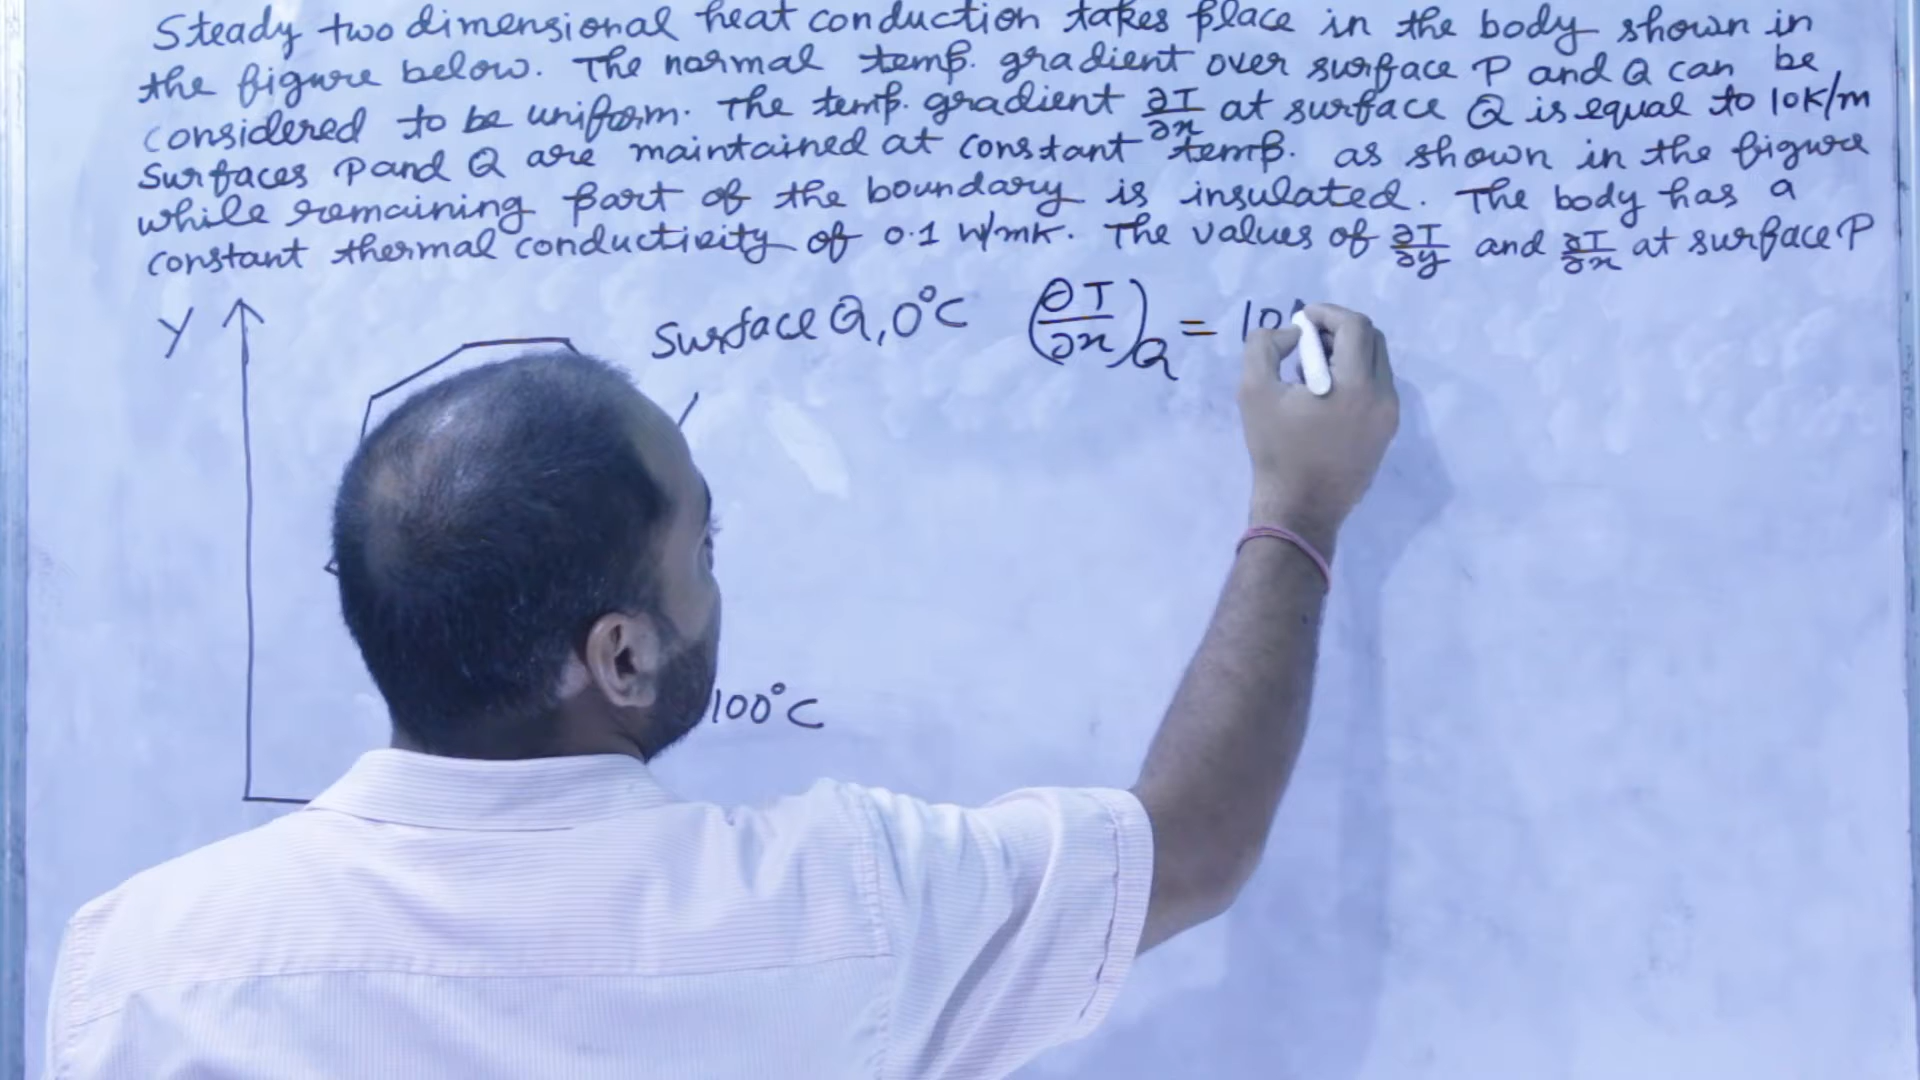 Steady two dimensional heat conduction takes place in the body shown in
the figure below. The normal temp. gradient over surface P and Q can be
considered to be uniform. The temp. gradient ∂T/∂x at surface Q is equal to 10K/m
Surfaces P and Q are maintained at constant temp. as shown in the figure
while remaining part of the boundary is insulated. The body has a
constant thermal conductivity of 0.1 W/mK. The values of ∂T/∂y and ∂T/∂x at surface P
Y
Surface Q, 0°C (∂T/∂x)Q = 10
100°C